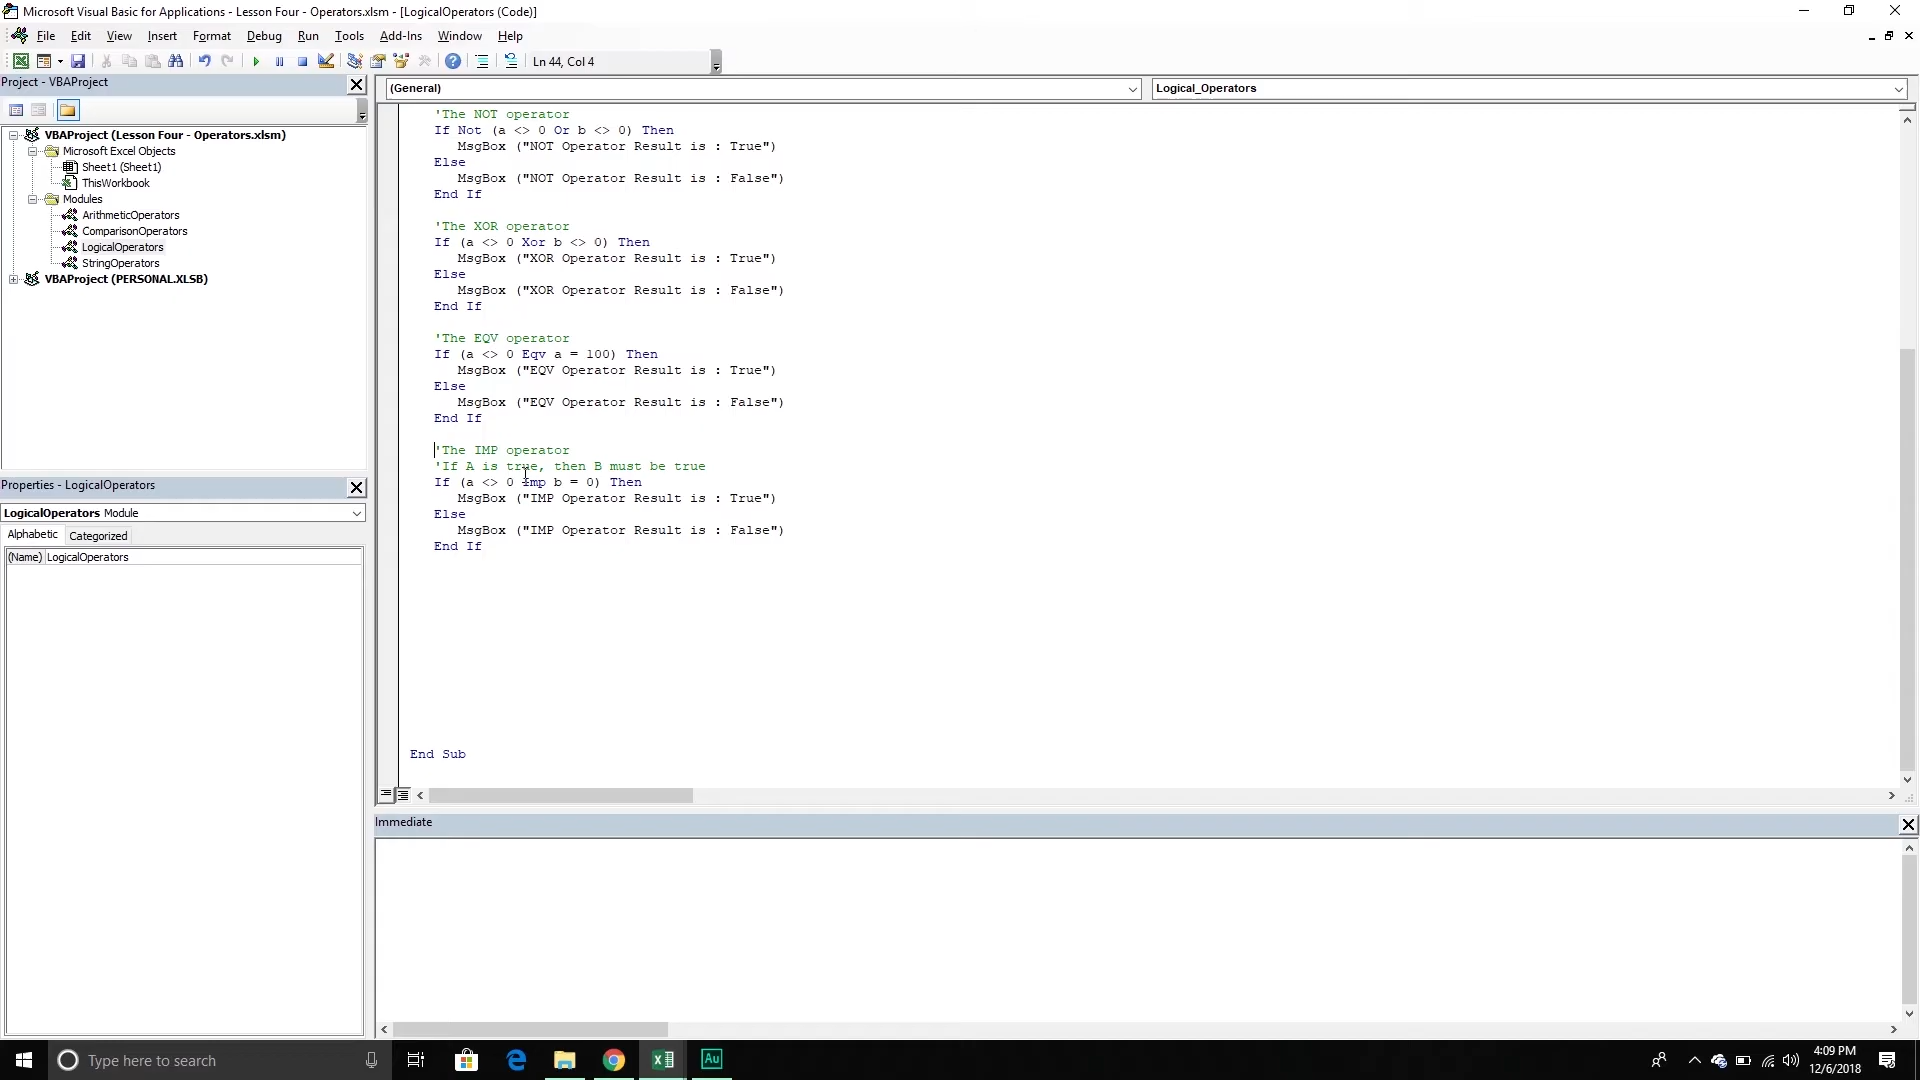 Microsoft Visual Basic for Applications - Lesson Four - Operators.xlsm - [LogicalOperators (Code)]
File Edit View Insert Format Debug Run Tools Add-Ins Window Help
Ln 44, Col 4
Project - VBAProject
VBAProject (Lesson Four - Operators.xlsm)
Microsoft Excel Objects
Sheet1 (Sheet1)
ThisWorkbook
Modules
ArithmeticOperators
ComparisonOperators
LogicalOperators
StringOperators
VBAProject (PERSONAL.XLSB)
Properties - LogicalOperators
LogicalOperators Module
Alphabetic Categorized
(Name) LogicalOperators
(General) Logical_Operators
'The NOT operator
If Not (a <> 0 Or b <> 0) Then
MsgBox ("NOT Operator Result is : True")
Else
MsgBox ("NOT Operator Result is : False")
End If
'The XOR operator
If (a <> 0 Xor b <> 0) Then
MsgBox ("XOR Operator Result is : True")
Else
MsgBox ("XOR Operator Result is : False")
End If
'The EQV operator
If (a <> 0 Eqv a = 100) Then
MsgBox ("EQV Operator Result is : True")
Else
MsgBox ("EQV Operator Result is : False")
End If
'The IMP operator
'If A is true, then B must be true
If (a <> 0 Imp b = 0) Then
MsgBox ("IMP Operator Result is : True")
Else
MsgBox ("IMP Operator Result is : False")
End If
End Sub
Immediate
Type here to search
Au
4:09 PM
12/6/2018